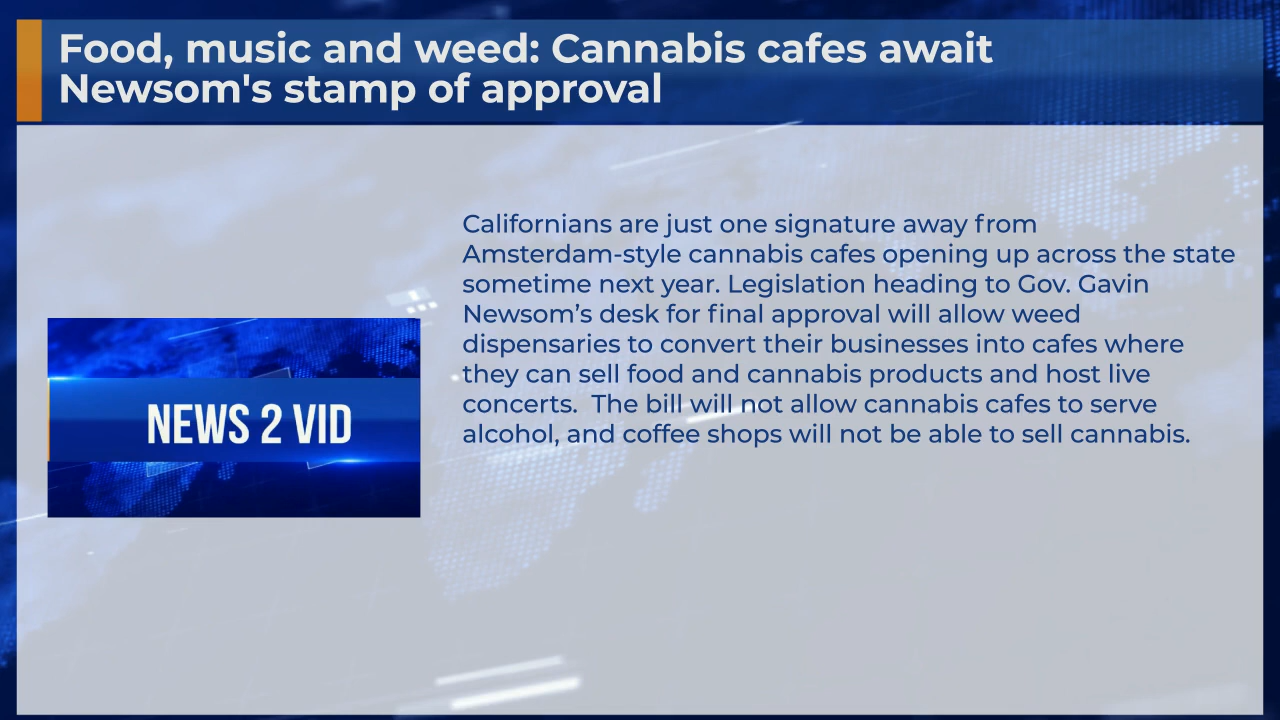 Food, music and weed: Cannabis cafes await
Newsom's stamp of approval
Californians are just one signature away from
Amsterdam-style cannabis cafes opening up across the state
sometime next year. Legislation heading to Gov. Gavin
Newsom’s desk for final approval will allow weed
dispensaries to convert their businesses into cafes where
they can sell food and cannabis products and host live
concerts.  The bill will not allow cannabis cafes to serve
alcohol, and coffee shops will not be able to sell cannabis.
NEWS 2 VID